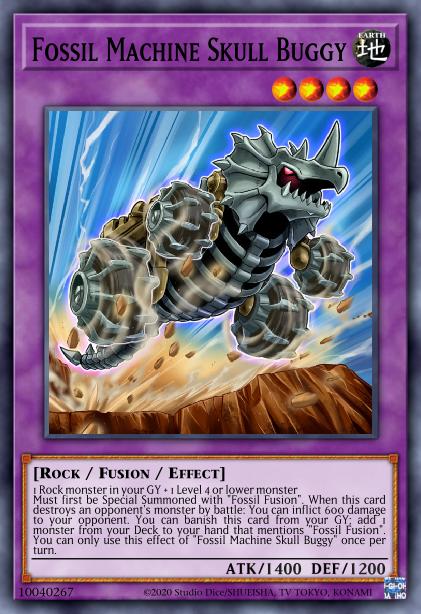 FOSSIL MACHINE SKULL BUGGY
EARTH
地
[ROCK / FUSION / EFFECT]
1 Rock monster in your GY + 1 Level 4 or lower monster
Must first be Special Summoned with "Fossil Fusion". When this card
destroys an opponent's monster by battle: You can inflict 600 damage
to your opponent. You can banish this card from your GY; add 1
monster from your Deck to your hand that mentions "Fossil Fusion".
You can only use this effect of "Fossil Machine Skull Buggy" once per
turn.
ATK/1400 DEF/1200
10040267
©2020 Studio Dice/SHUEISHA, TV TOKYO, KONAMI